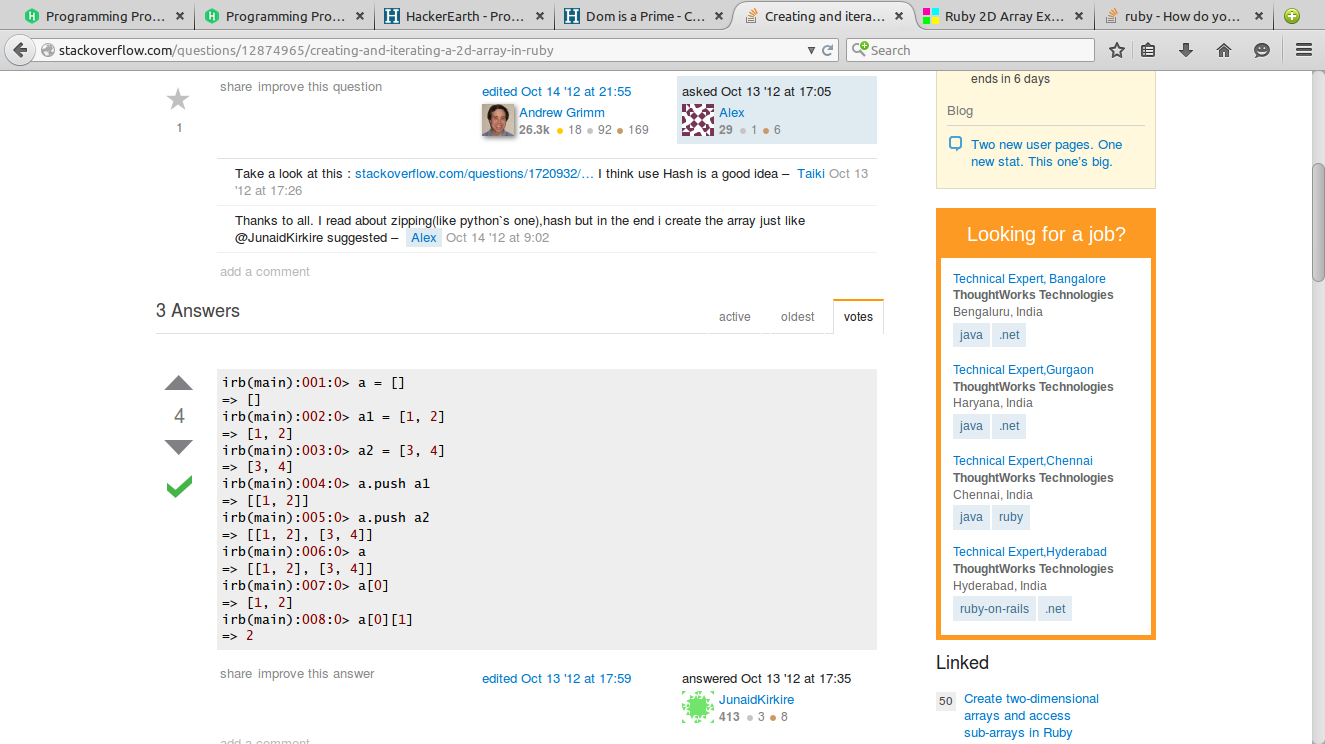 Programming Pro...
Programming Pro...
HackerEarth - Pro...
Dom is a Prime - C...
Creating and itera...
Ruby 2D Array Ex...
ruby - How do yo...
stackoverflow.com/questions/12874965/creating-and-iterating-a-2d-array-in-ruby
Search
share improve this question
1
edited Oct 14 '12 at 21:55
Andrew Grimm
26.3k 18 92 169
asked Oct 13 '12 at 17:05
Alex
29 1 6
Take a look at this : stackoverflow.com/questions/1720932/… I think use Hash is a good idea – Taiki Oct 13
'12 at 17:26
Thanks to all. I read about zipping(like python`s one),hash but in the end i create the array just like
@JunaidKirkire suggested – Alex Oct 14 '12 at 9:02
add a comment
3 Answers
active
oldest
votes
4
irb(main):001:0> a = []
=> []
irb(main):002:0> a1 = [1, 2]
=> [1, 2]
irb(main):003:0> a2 = [3, 4]
=> [3, 4]
irb(main):004:0> a.push a1
=> [[1, 2]]
irb(main):005:0> a.push a2
=> [[1, 2], [3, 4]]
irb(main):006:0> a
=> [[1, 2], [3, 4]]
irb(main):007:0> a[0]
=> [1, 2]
irb(main):008:0> a[0][1]
=> 2
share improve this answer
edited Oct 13 '12 at 17:59
answered Oct 13 '12 at 17:35
JunaidKirkire
413 3 8
add a comment
ends in 6 days
Blog
Two new user pages. One
new stat. This one's big.
Looking for a job?
Technical Expert, Bangalore
ThoughtWorks Technologies
Bengaluru, India
java .net
Technical Expert,Gurgaon
ThoughtWorks Technologies
Haryana, India
java .net
Technical Expert,Chennai
ThoughtWorks Technologies
Chennai, India
java ruby
Technical Expert,Hyderabad
ThoughtWorks Technologies
Hyderabad, India
ruby-on-rails .net
Linked
50 Create two-dimensional
arrays and access
sub-arrays in Ruby